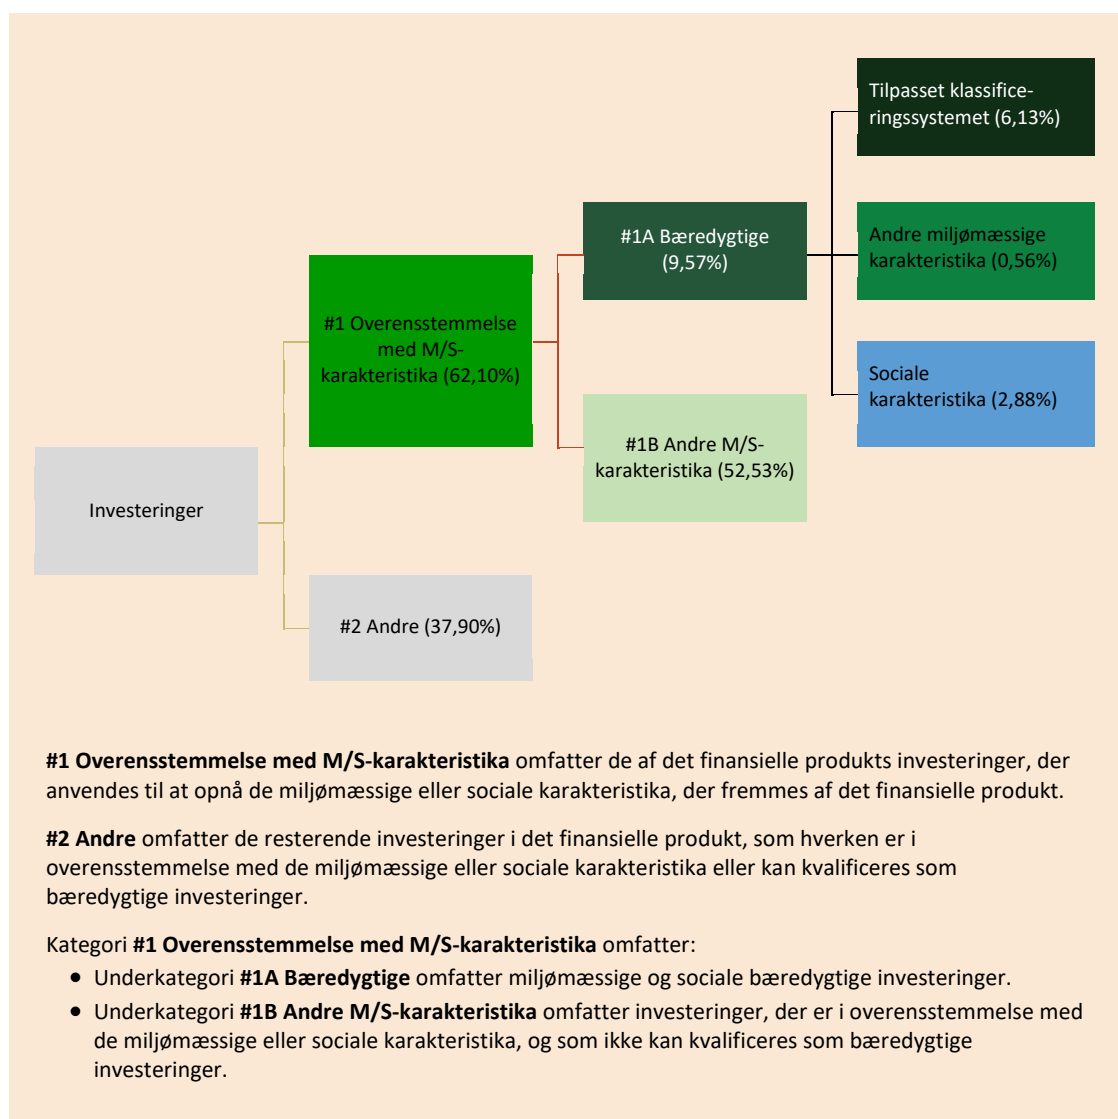 Tilpasset klassifice-
ringssystemet (6,13%)
#1A Bæredygtige
(9,57%)
Andre miljømæssige
karakteristika (0,56%)
#1 Overensstemmelse
med M/S-
karakteristika (62,10%)
Sociale
karakteristika (2,88%)
#1B Andre M/S-
karakteristika (52,53%)
Investeringer
#2 Andre (37,90%)
#1 Overensstemmelse med M/S-karakteristika omfatter de af det finansielle produkts investeringer, der
anvendes til at opnå de miljømæssige eller sociale karakteristika, der fremmes af det finansielle produkt.
#2 Andre omfatter de resterende investeringer i det finansielle produkt, som hverken er i
overensstemmelse med de miljømæssige eller sociale karakteristika eller kan kvalificeres som
bæredygtige investeringer.
Kategori #1 Overensstemmelse med M/S-karakteristika omfatter:
• Underkategori #1A Bæredygtige omfatter miljømæssige og sociale bæredygtige investeringer.
• Underkategori #1B Andre M/S-karakteristika omfatter investeringer, der er i overensstemmelse med
de miljømæssige eller sociale karakteristika, og som ikke kan kvalificeres som bæredygtige
investeringer.